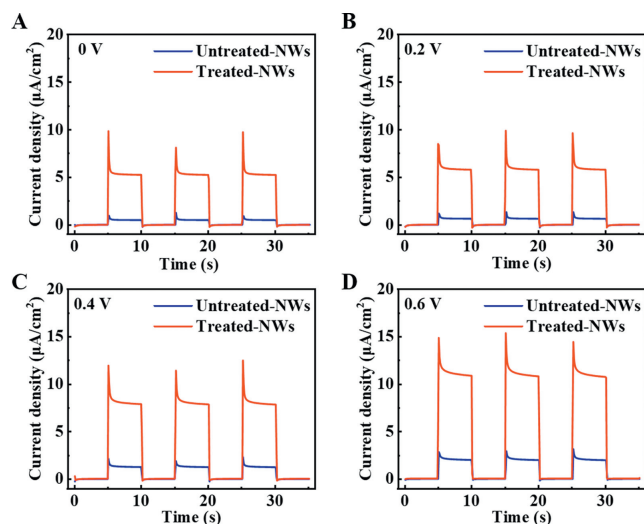 A
0 V
Untreated-NWs
Treated-NWs
Current density (μA/cm²)
20
15
10
5
0
0 10 20 30
Time (s)
B
0.2 V
Untreated-NWs
Treated-NWs
Current density (μA/cm²)
20
15
10
5
0
0 10 20 30
Time (s)
C
0.4 V
Untreated-NWs
Treated-NWs
Current density (μA/cm²)
20
15
10
5
0
0 10 20 30
Time (s)
D
0.6 V
Untreated-NWs
Treated-NWs
Current density (μA/cm²)
20
15
10
5
0
0 10 20 30
Time (s)